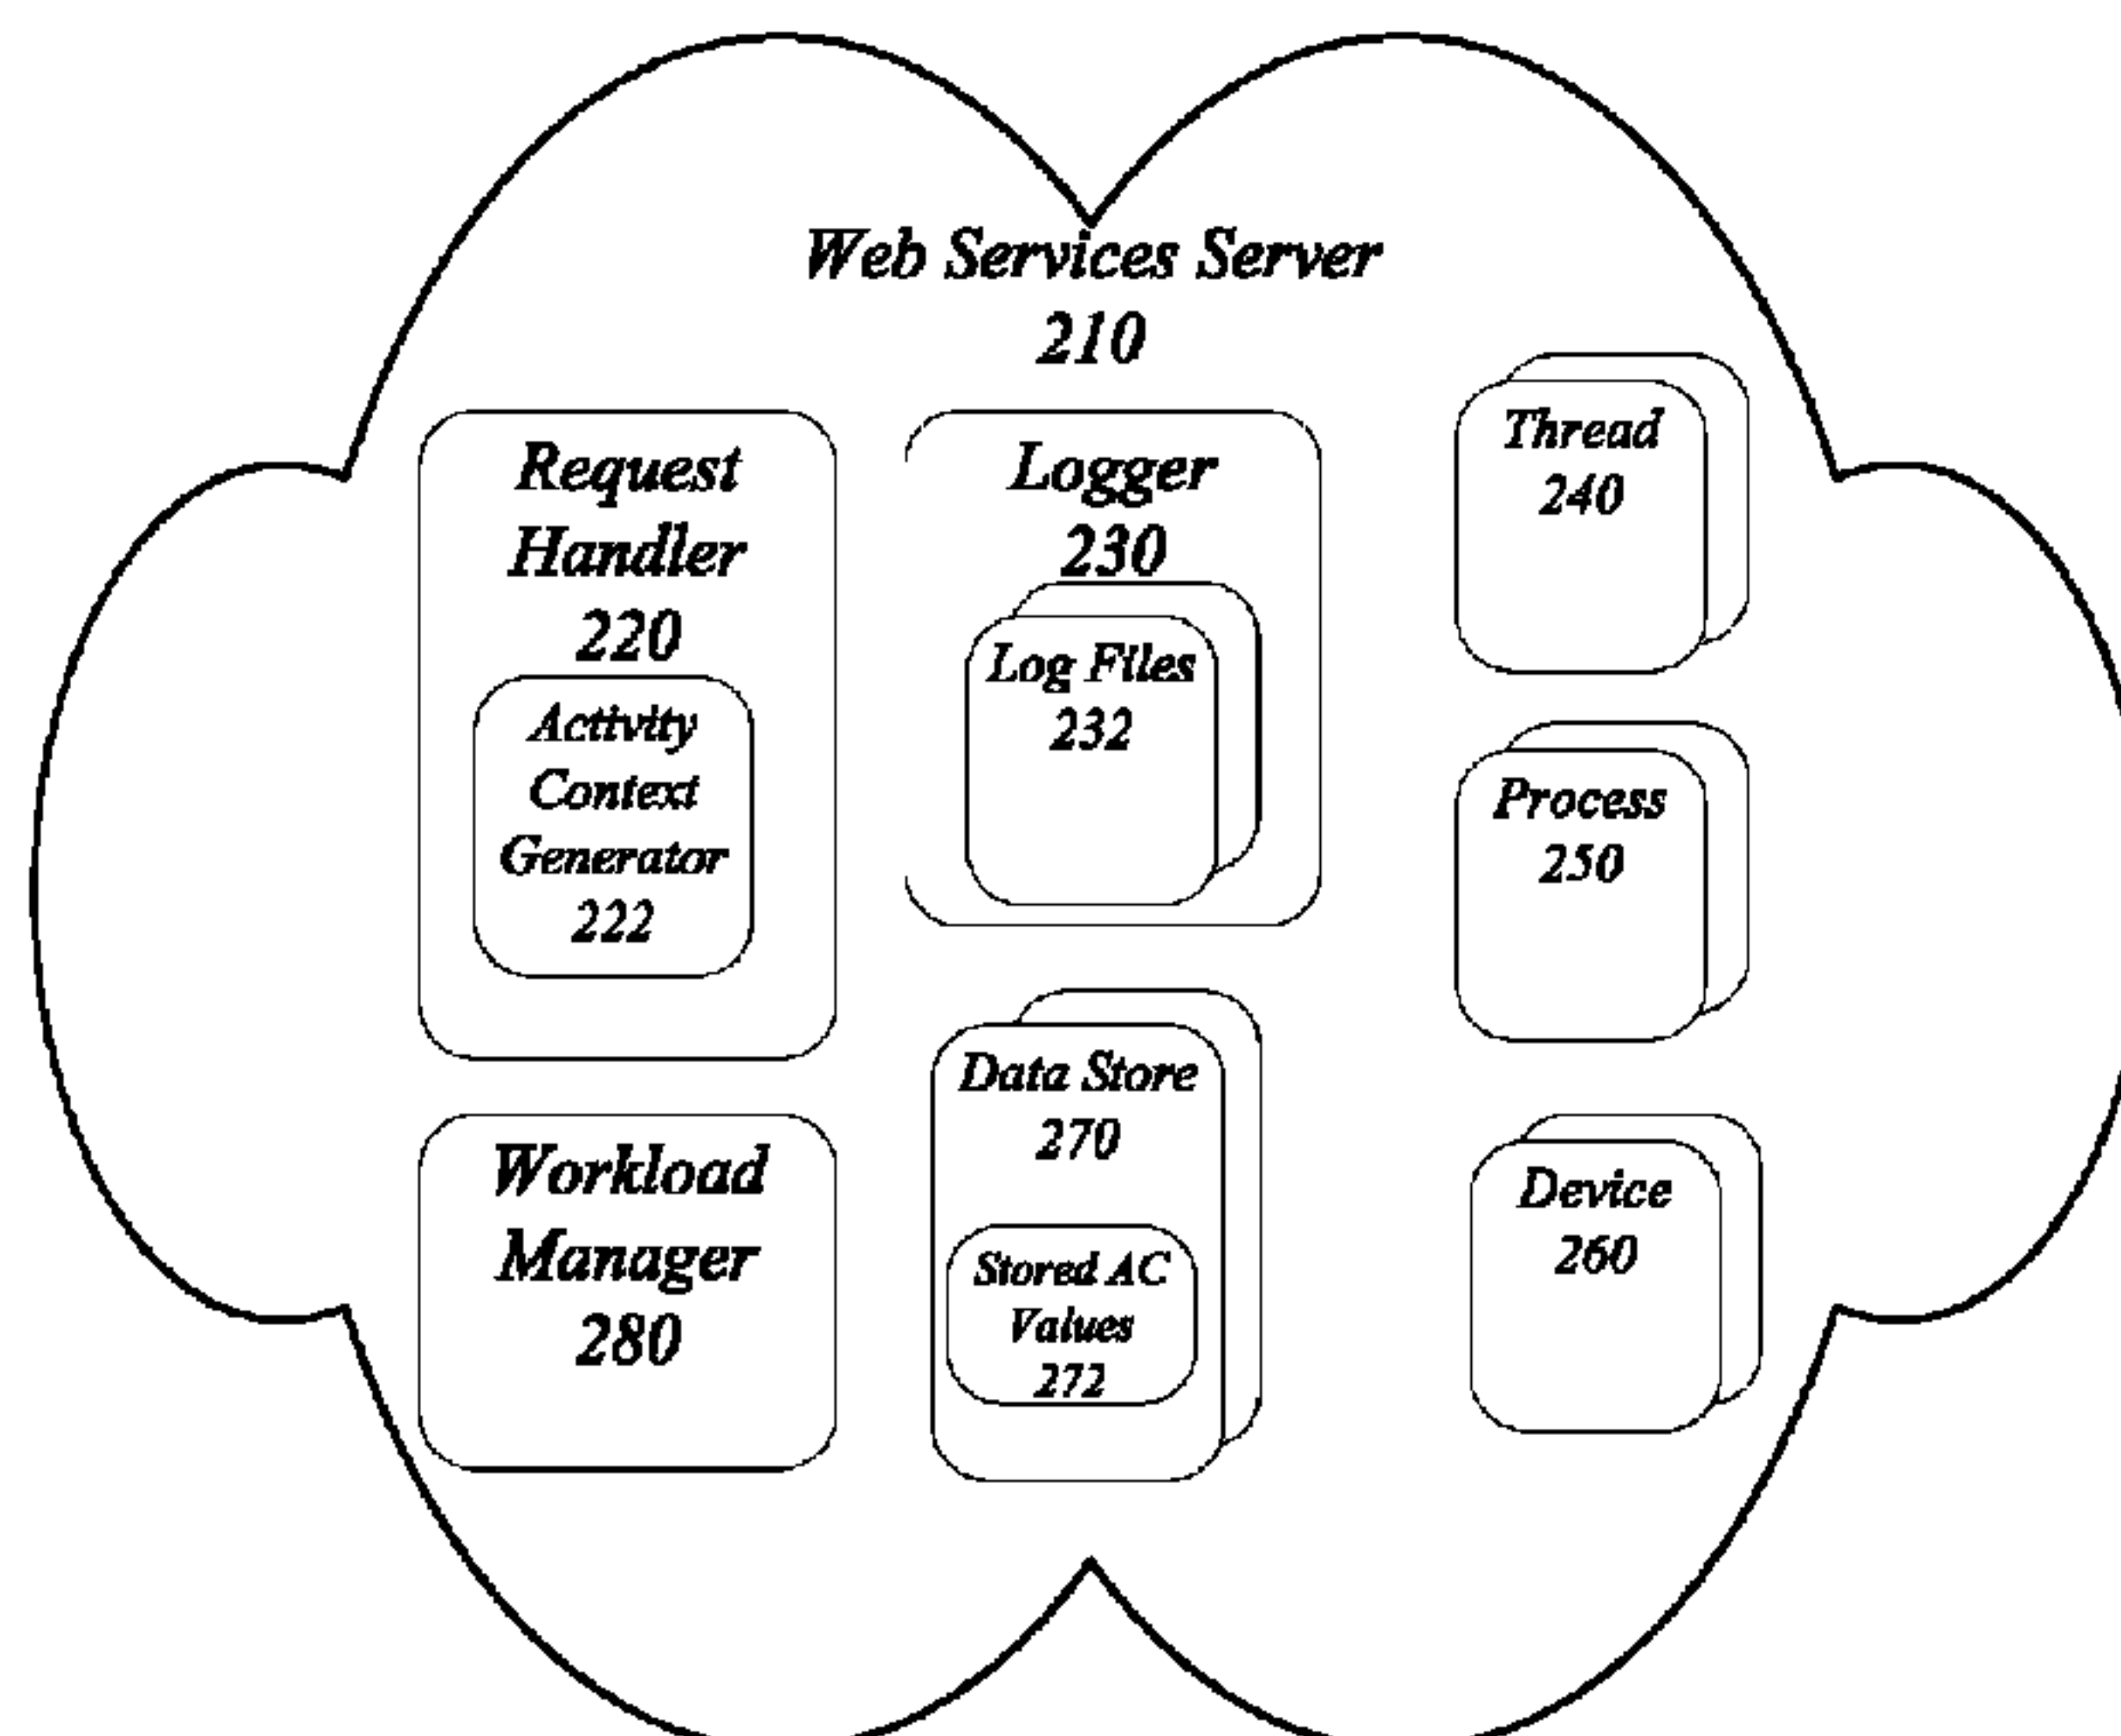 Web Services Server
210
Request
Handler
220
Activity
Context
Generator
222
Logger
230
Log Files
232
Thread
240
Process
250
Workload
Manager
280
Data Store
270
Stored AC
Values
272
Device
260